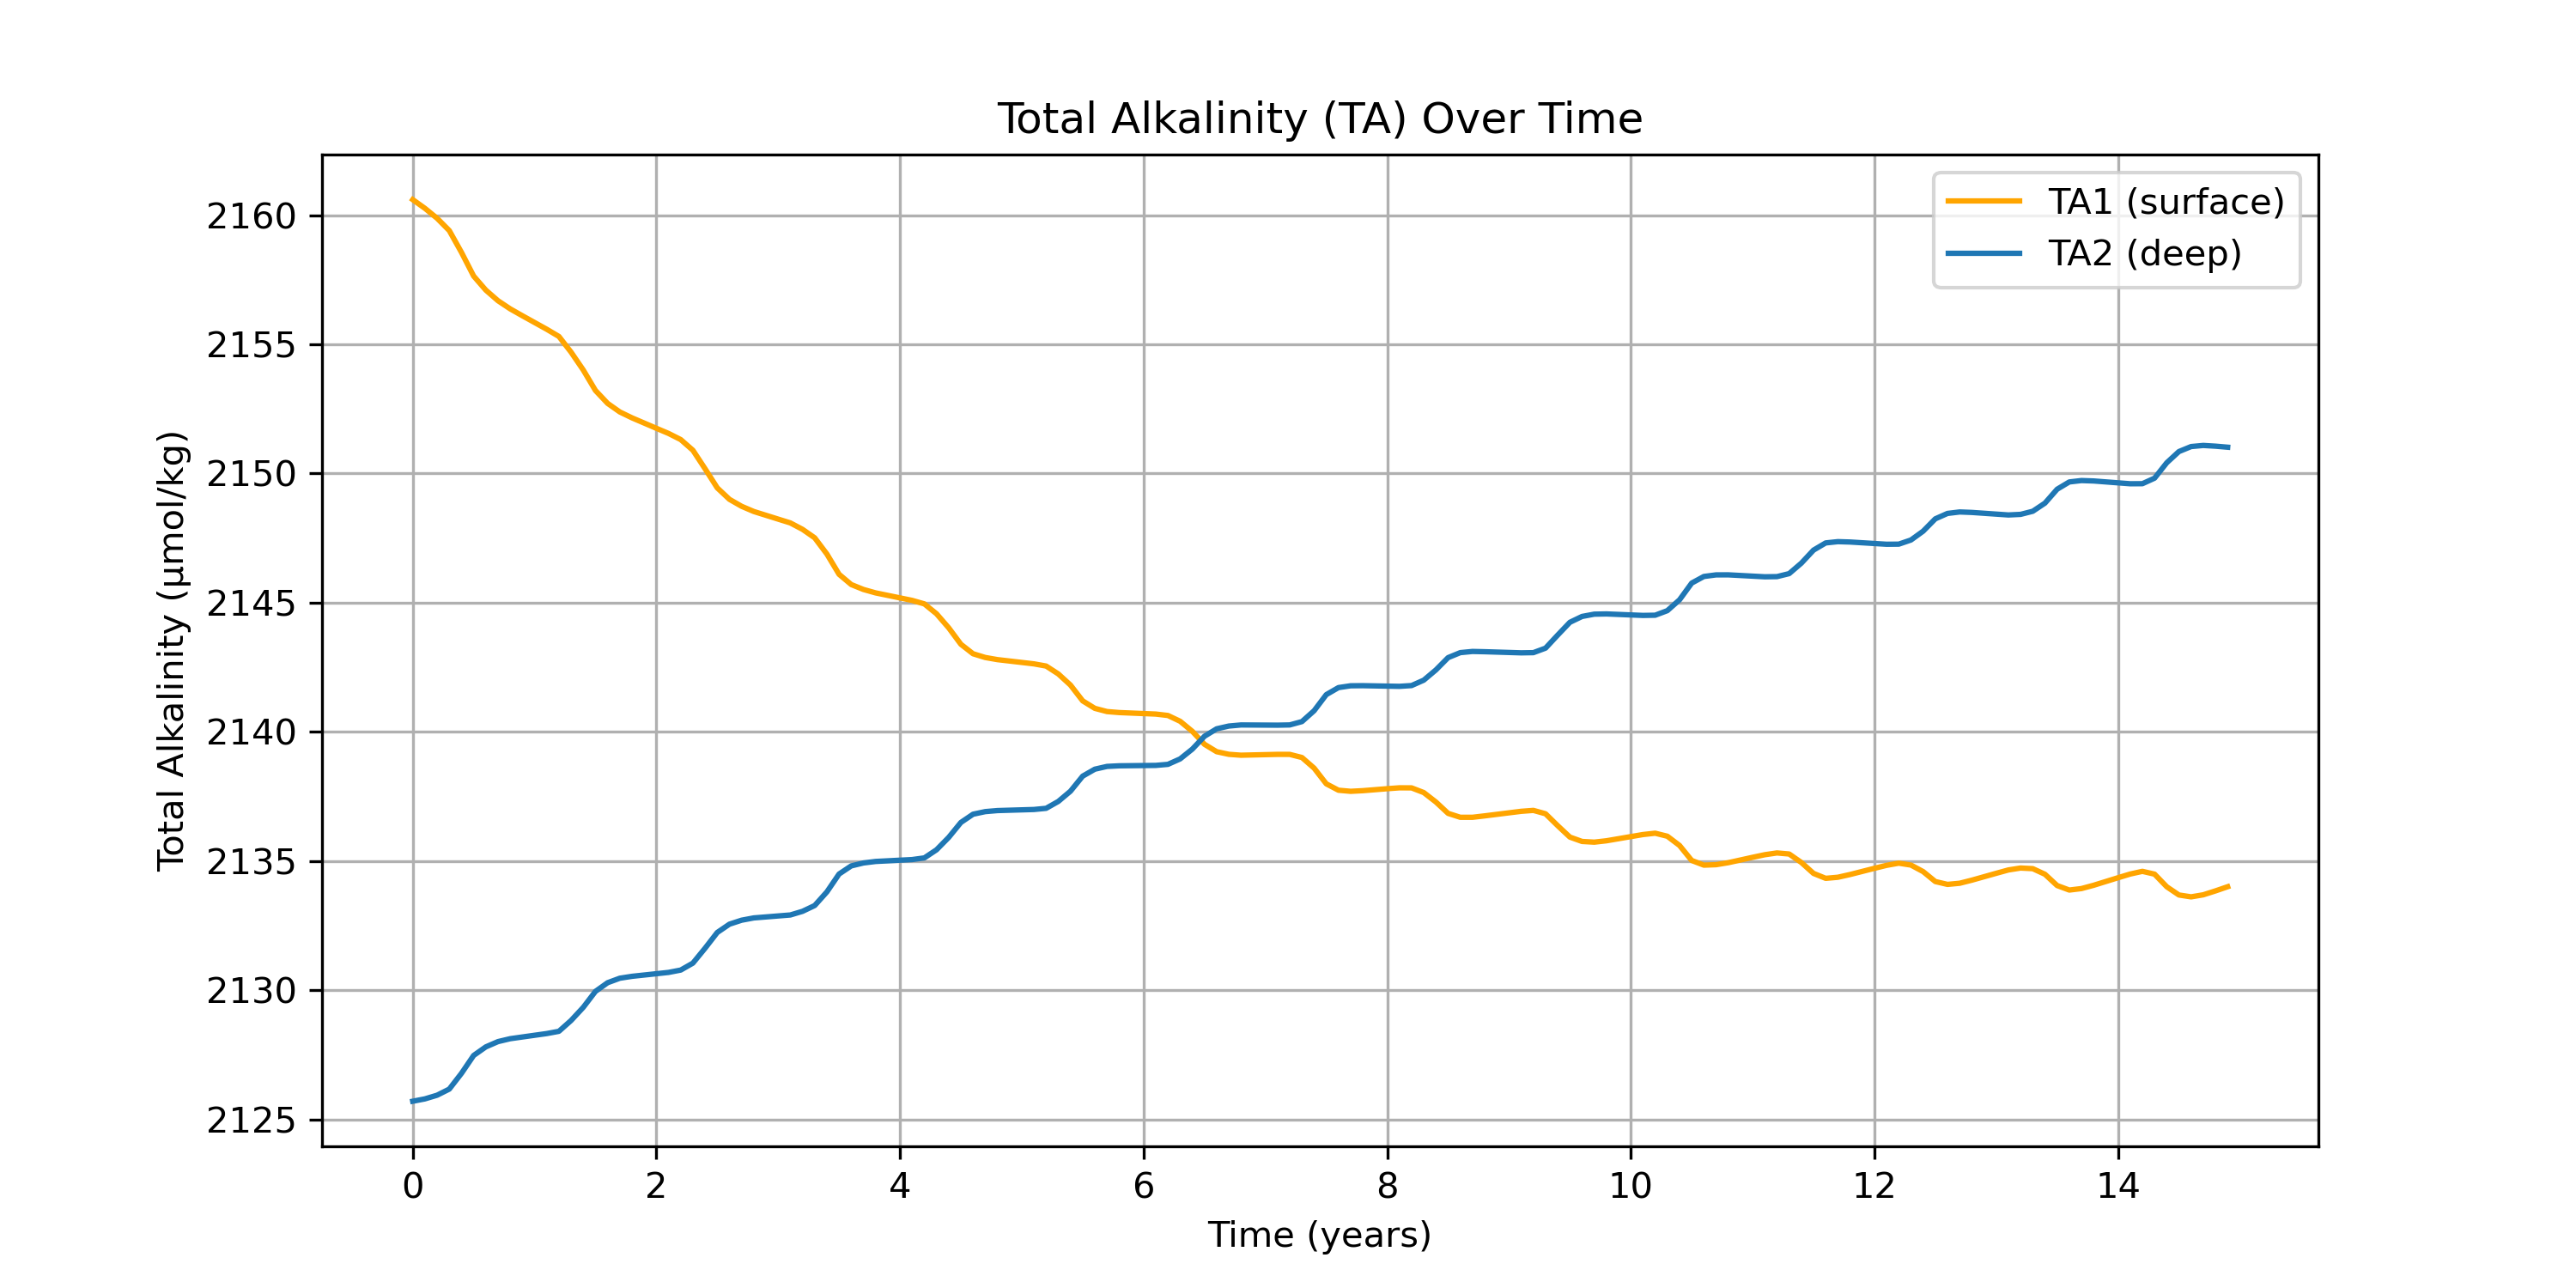 Total Alkalinity (TA) Over Time
TA1 (surface)
TA2 (deep)
Total Alkalinity (µmol/kg)
2160
2155
2150
2145
2140
2135
2130
2125
0 2 4 6 8 10 12 14
Time (years)